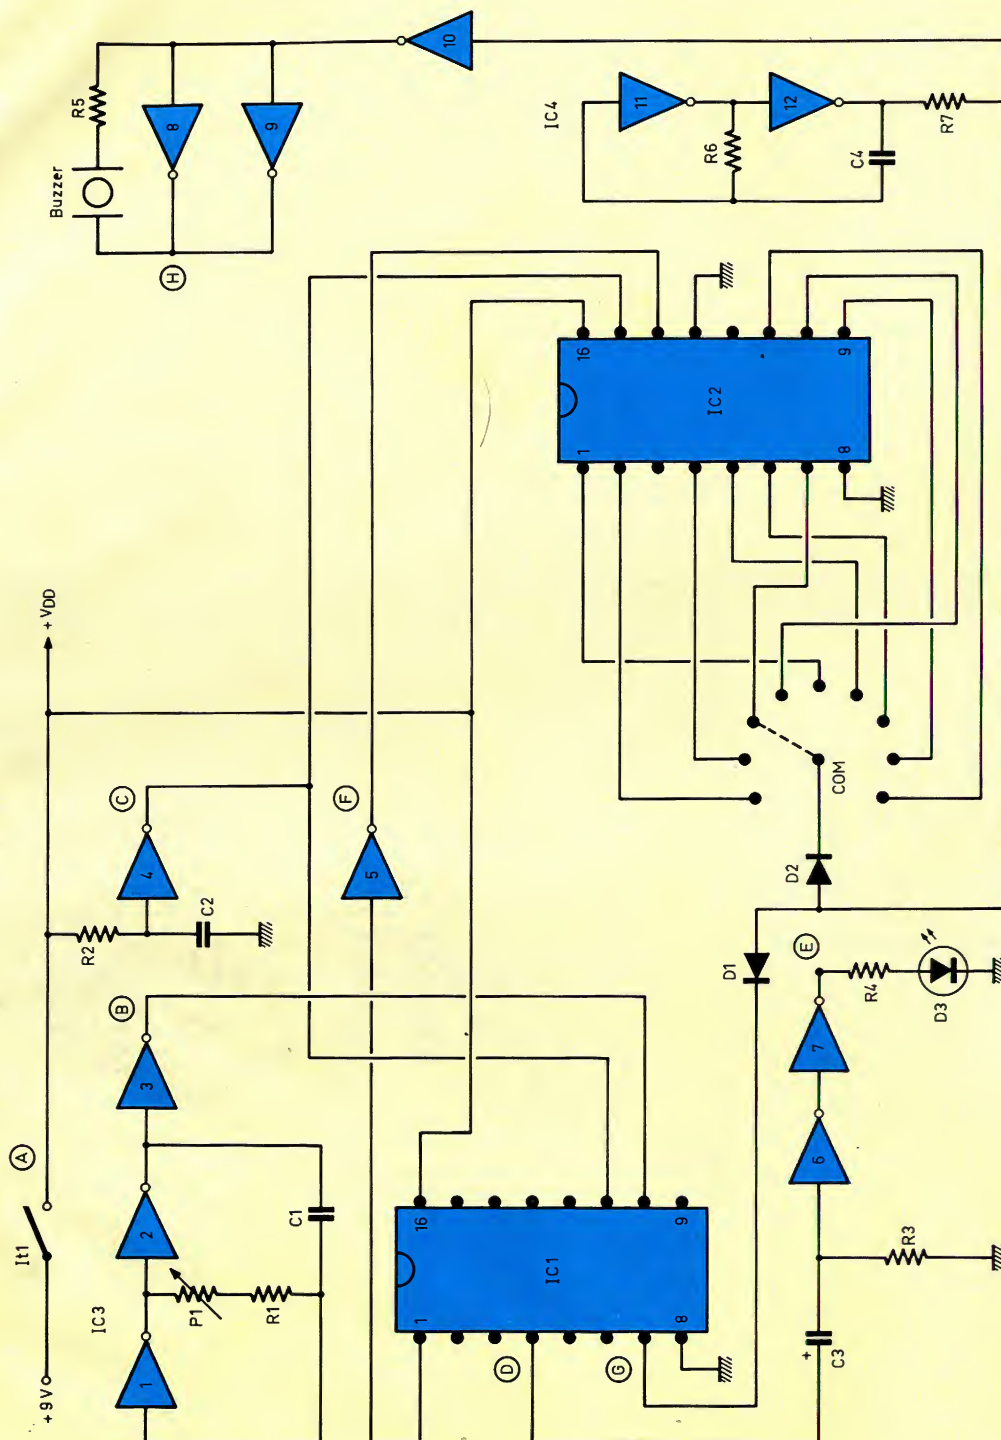 +9V
It1
A
+VDD
IC3
1
2
3
B
P1
R1
C1
R2
C2
4
C
5
F
H
Buzzer
R5
8
9
10
IC4
11
12
R6
C4
R7
IC1
1
8
16
9
D
G
IC2
1
8
16
9
COM
D1
D2
E
6
7
C3
+
R3
R4
D3